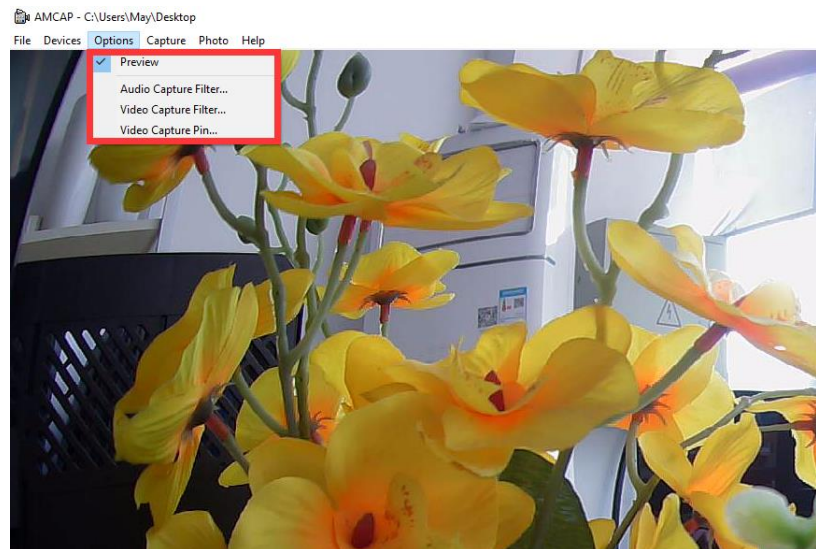 AMCAP - C:\Users\May\Desktop
File Devices Options Capture Photo Help
Preview
Audio Capture Filter...
Video Capture Filter...
Video Capture Pin...